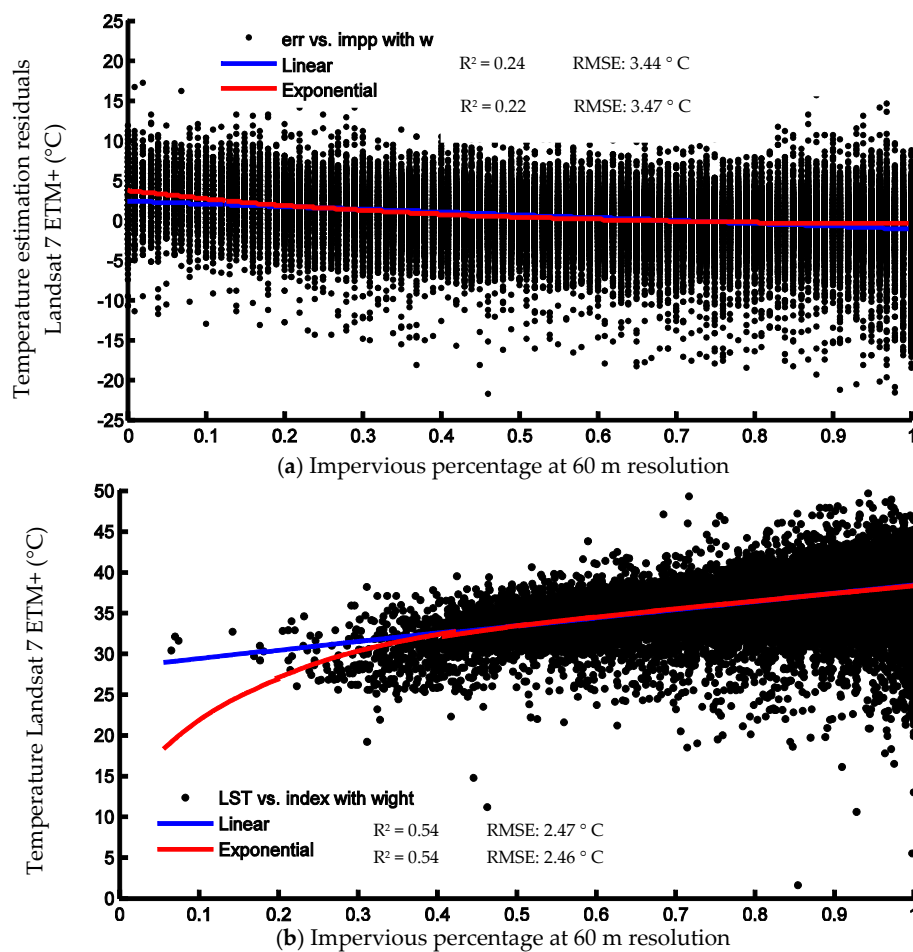 25
20
15
10
5
0
-5
-10
-15
-20
-25
Temperature estimation residuals
Landsat 7 ETM+ (°C)
err vs. impp with w
Linear
R² = 0.24 RMSE: 3.44 ° C
Exponential
R² = 0.22 RMSE: 3.47 ° C
0 0.1 0.2 0.3 0.4 0.5 0.6 0.7 0.8 0.9 1
(a) Impervious percentage at 60 m resolution
50
45
40
35
30
25
20
15
10
5
0
Temperature Landsat 7 ETM+ (°C)
LST vs. index with wight
Linear R² = 0.54 RMSE: 2.47 ° C
Exponential R² = 0.54 RMSE: 2.46 ° C
0 0.1 0.2 0.3 0.4 0.5 0.6 0.7 0.8 0.9 1
(b) Impervious percentage at 60 m resolution